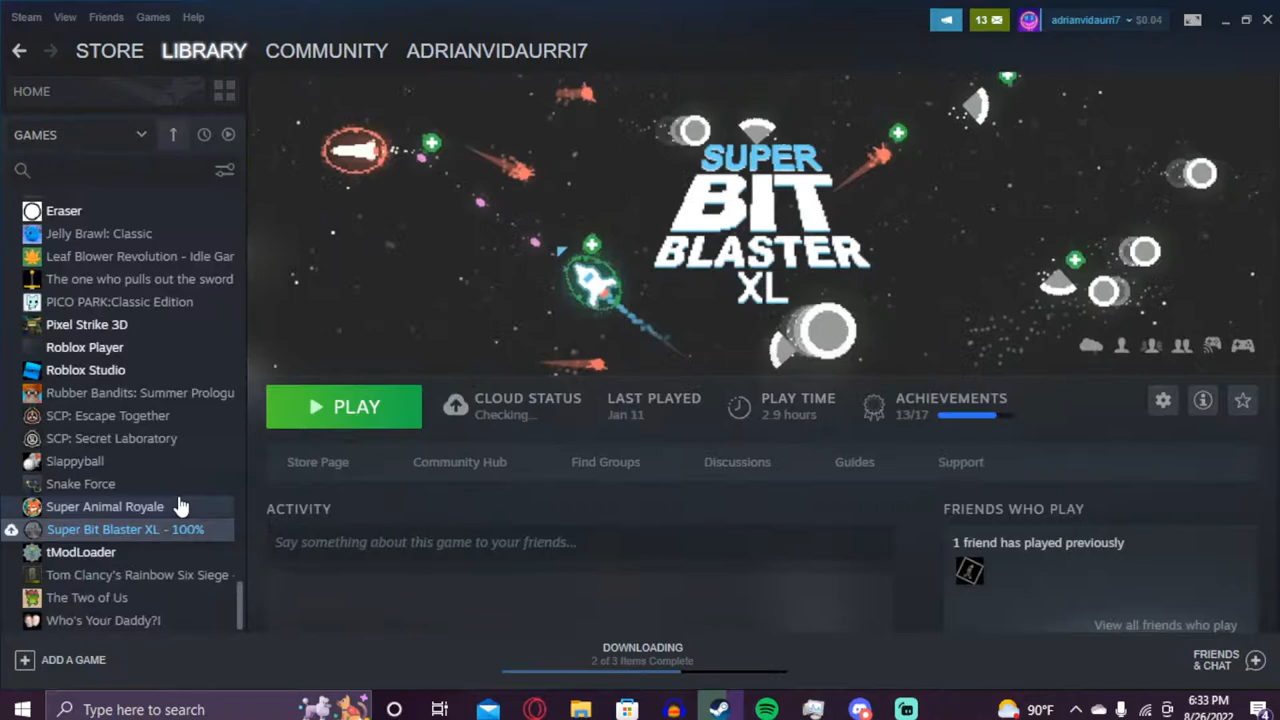 Steam View Friends Games Help
13 adrianvidaurri7 $0.04
STORE LIBRARY COMMUNITY ADRIANVIDAURRI7
HOME
GAMES
Eraser
Jelly Brawl: Classic
Leaf Blower Revolution - Idle Gar
The one who pulls out the sword
PICO PARK:Classic Edition
Pixel Strike 3D
Roblox Player
Roblox Studio
Rubber Bandits: Summer Prologu
SCP: Escape Together
SCP: Secret Laboratory
Slappyball
Snake Force
Super Animal Royale
Super Bit Blaster XL - 100%
tModLoader
Tom Clancy's Rainbow Six Siege -
The Two of Us
Who's Your Daddy?!
ADD A GAME
SUPER
BIT
BLASTER
XL
PLAY
CLOUD STATUS
Checking...
LAST PLAYED
Jan 11
PLAY TIME
2.9 hours
ACHIEVEMENTS
13/17
Store Page Community Hub Find Groups Discussions Guides Support
ACTIVITY
Say something about this game to your friends...
FRIENDS WHO PLAY
1 friend has played previously
View all friends who play
DOWNLOADING
2 of 3 Items Complete
FRIENDS
& CHAT
Type here to search
90°F
6:33 PM
8/26/2022